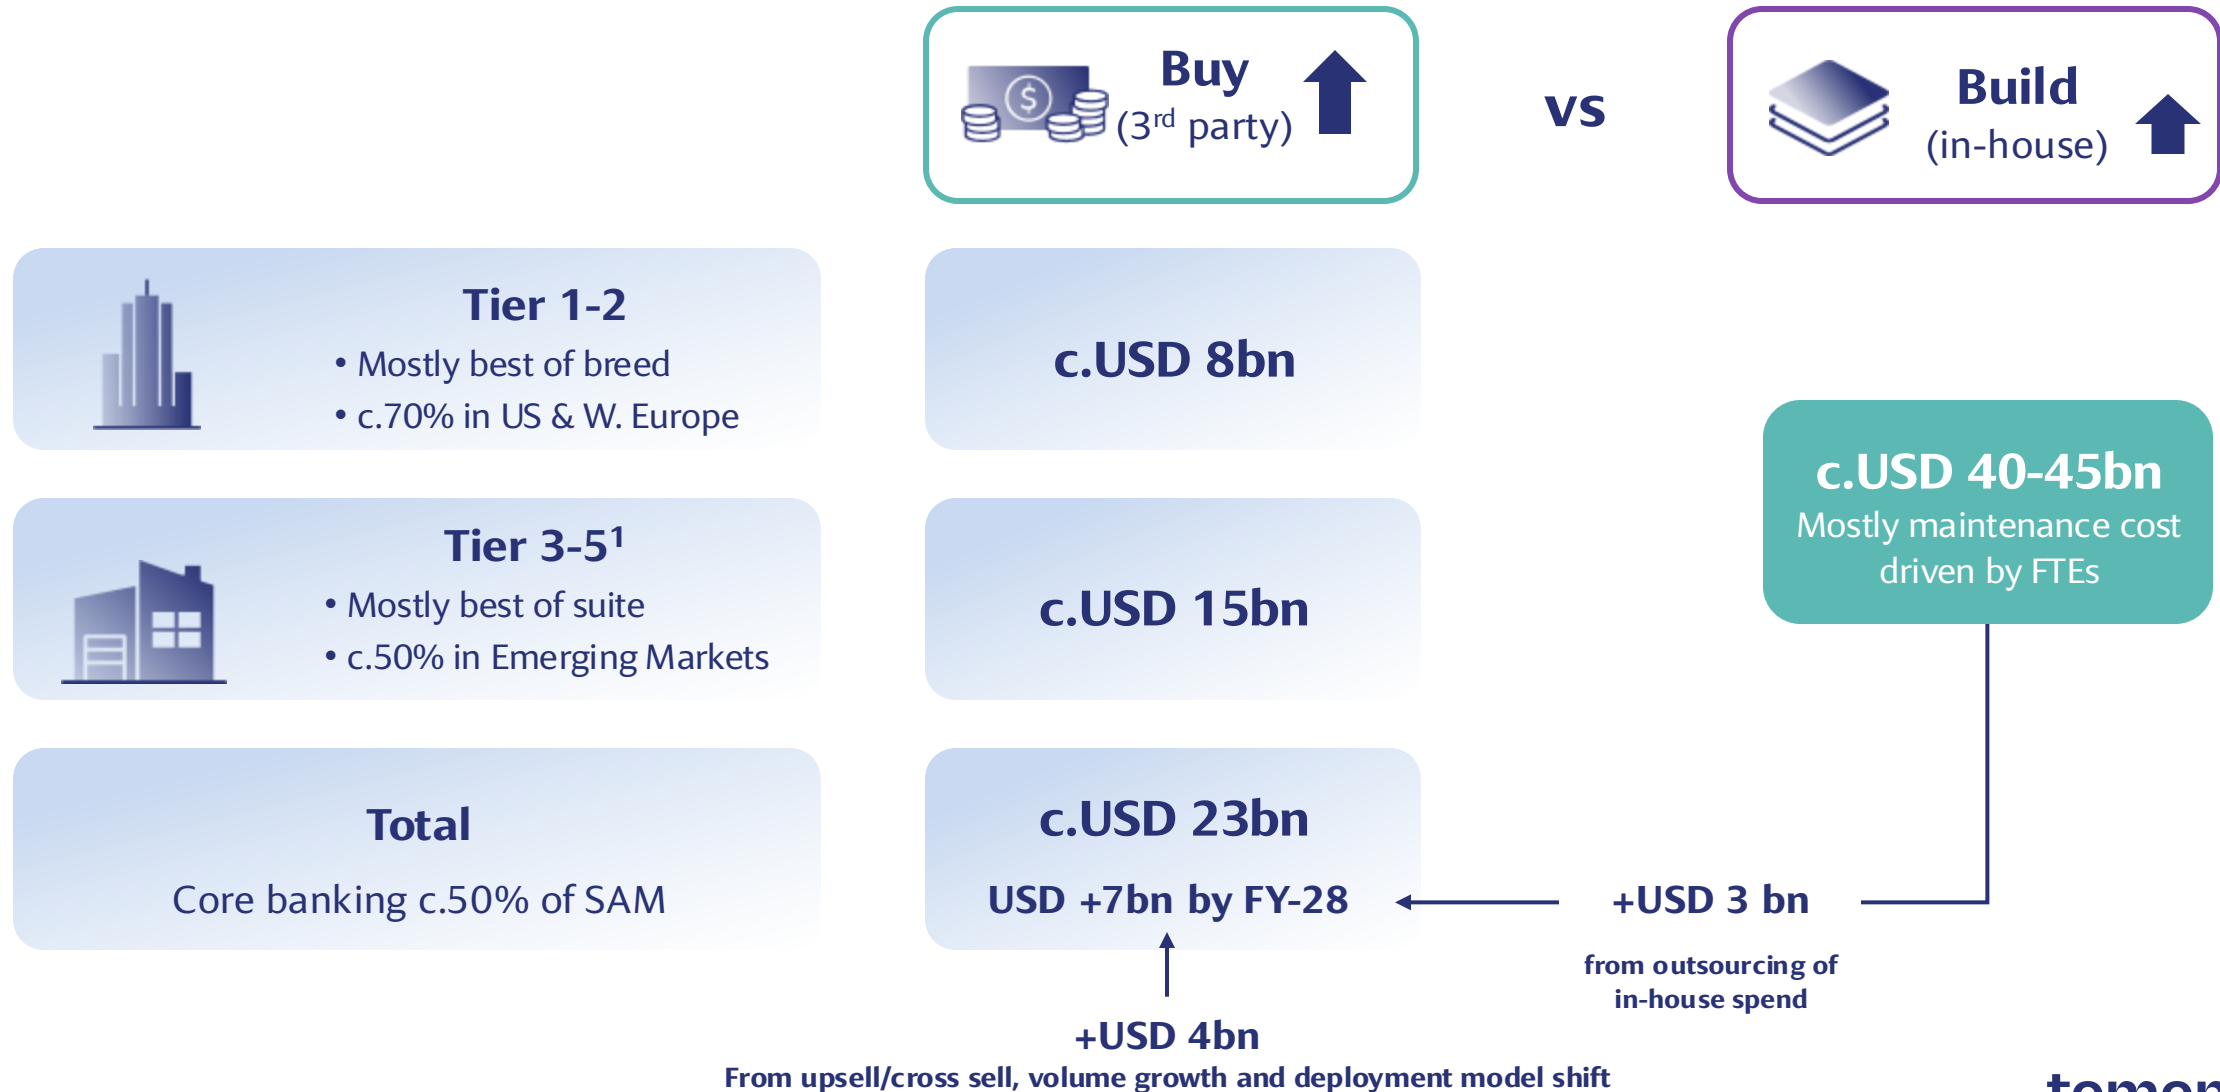 Buy
(3rd party)
vs
Build
(in-house)
$
Tier 1-2
• Mostly best of breed
• c.70% in US & W. Europe
c.USD 8bn
c.USD 40-45bn
Mostly maintenance cost
driven by FTEs
Tier 3-5¹
• Mostly best of suite
• c.50% in Emerging Markets
c.USD 15bn
Total
Core banking c.50% of SAM
c.USD 23bn
USD +7bn by FY-28
+USD 3 bn
from outsourcing of
in-house spend
+USD 4bn
From upsell/cross sell, volume growth and deployment model shift